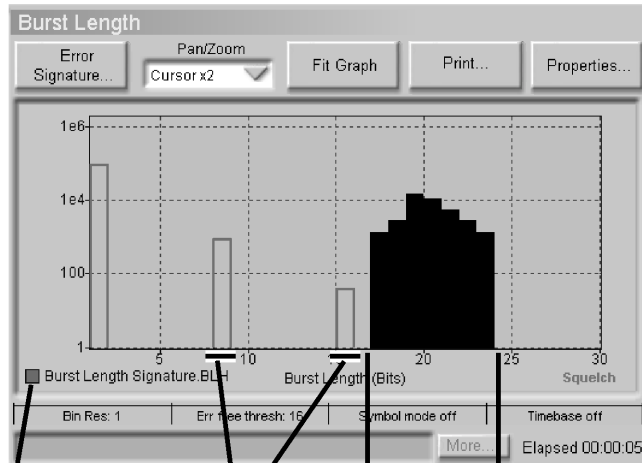 Burst Length
Error
Signature...
Pan/Zoom
Cursor x2
Fit Graph
Print...
Properties...
1e6
1e4
100
1
5 10 20 25 30
Burst Length Signature.BLH
Burst Length (Bits)
Squelch
Bin Res: 1
Err free thresh: 16
Symbol mode off
Timebase off
More...
Elapsed 00:00:05